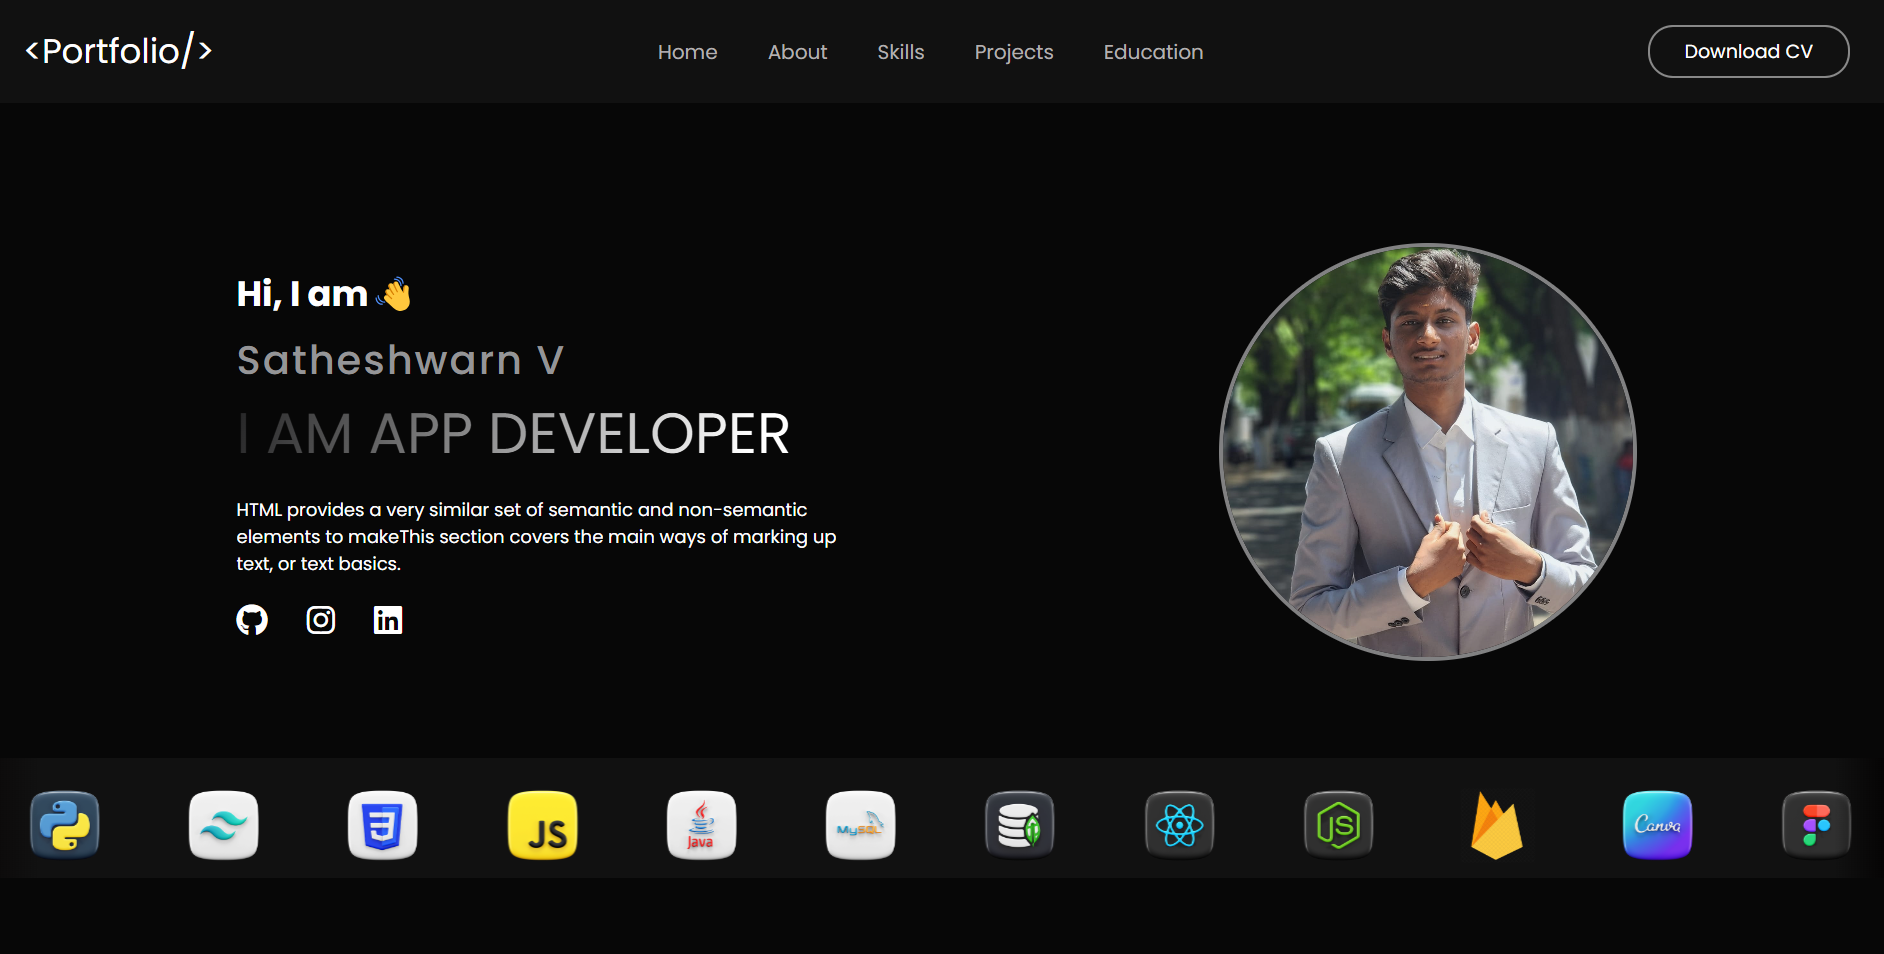 <Portfolio/>
Home About Skills Projects Education
Download CV
Hi, I am 👋
Satheshwarn V
I AM APP DEVELOPER
HTML provides a very similar set of semantic and non-semantic
elements to makeThis section covers the main ways of marking up
text, or text basics.
in
JS
Java
MySQL
JS
Canva